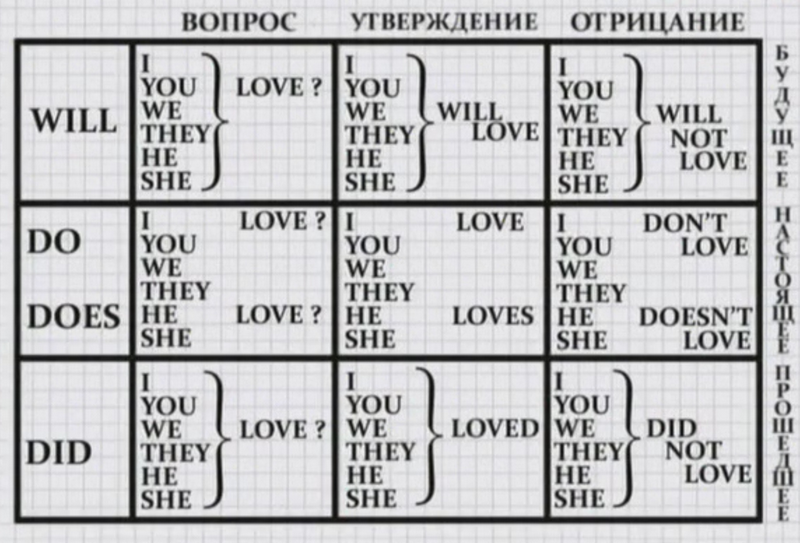 ВОПРОС УТВЕРЖДЕНИЕ ОТРИЦАНИЕ
WILL
I
YOU
WE
THEY
HE
SHE
LOVE ?
I
YOU
WE
THEY
HE
SHE
WILL
LOVE
I
YOU
WE
THEY
HE
SHE
WILL
NOT
LOVE
БУДУЩЕЕ
DO
DOES
I LOVE ?
YOU
WE
THEY
HE LOVE ?
SHE
I LOVE
YOU
WE
THEY
HE LOVES
SHE
I DON'T
YOU LOVE
WE
THEY
HE DOESN'T
SHE LOVE
НАСТОЯЩЕЕ
DID
I
YOU
WE
THEY
HE
SHE
LOVE ?
I
YOU
WE
THEY
HE
SHE
LOVED
I
YOU
WE
THEY
HE
SHE
DID
NOT
LOVE
ПРОШЕДШЕЕ